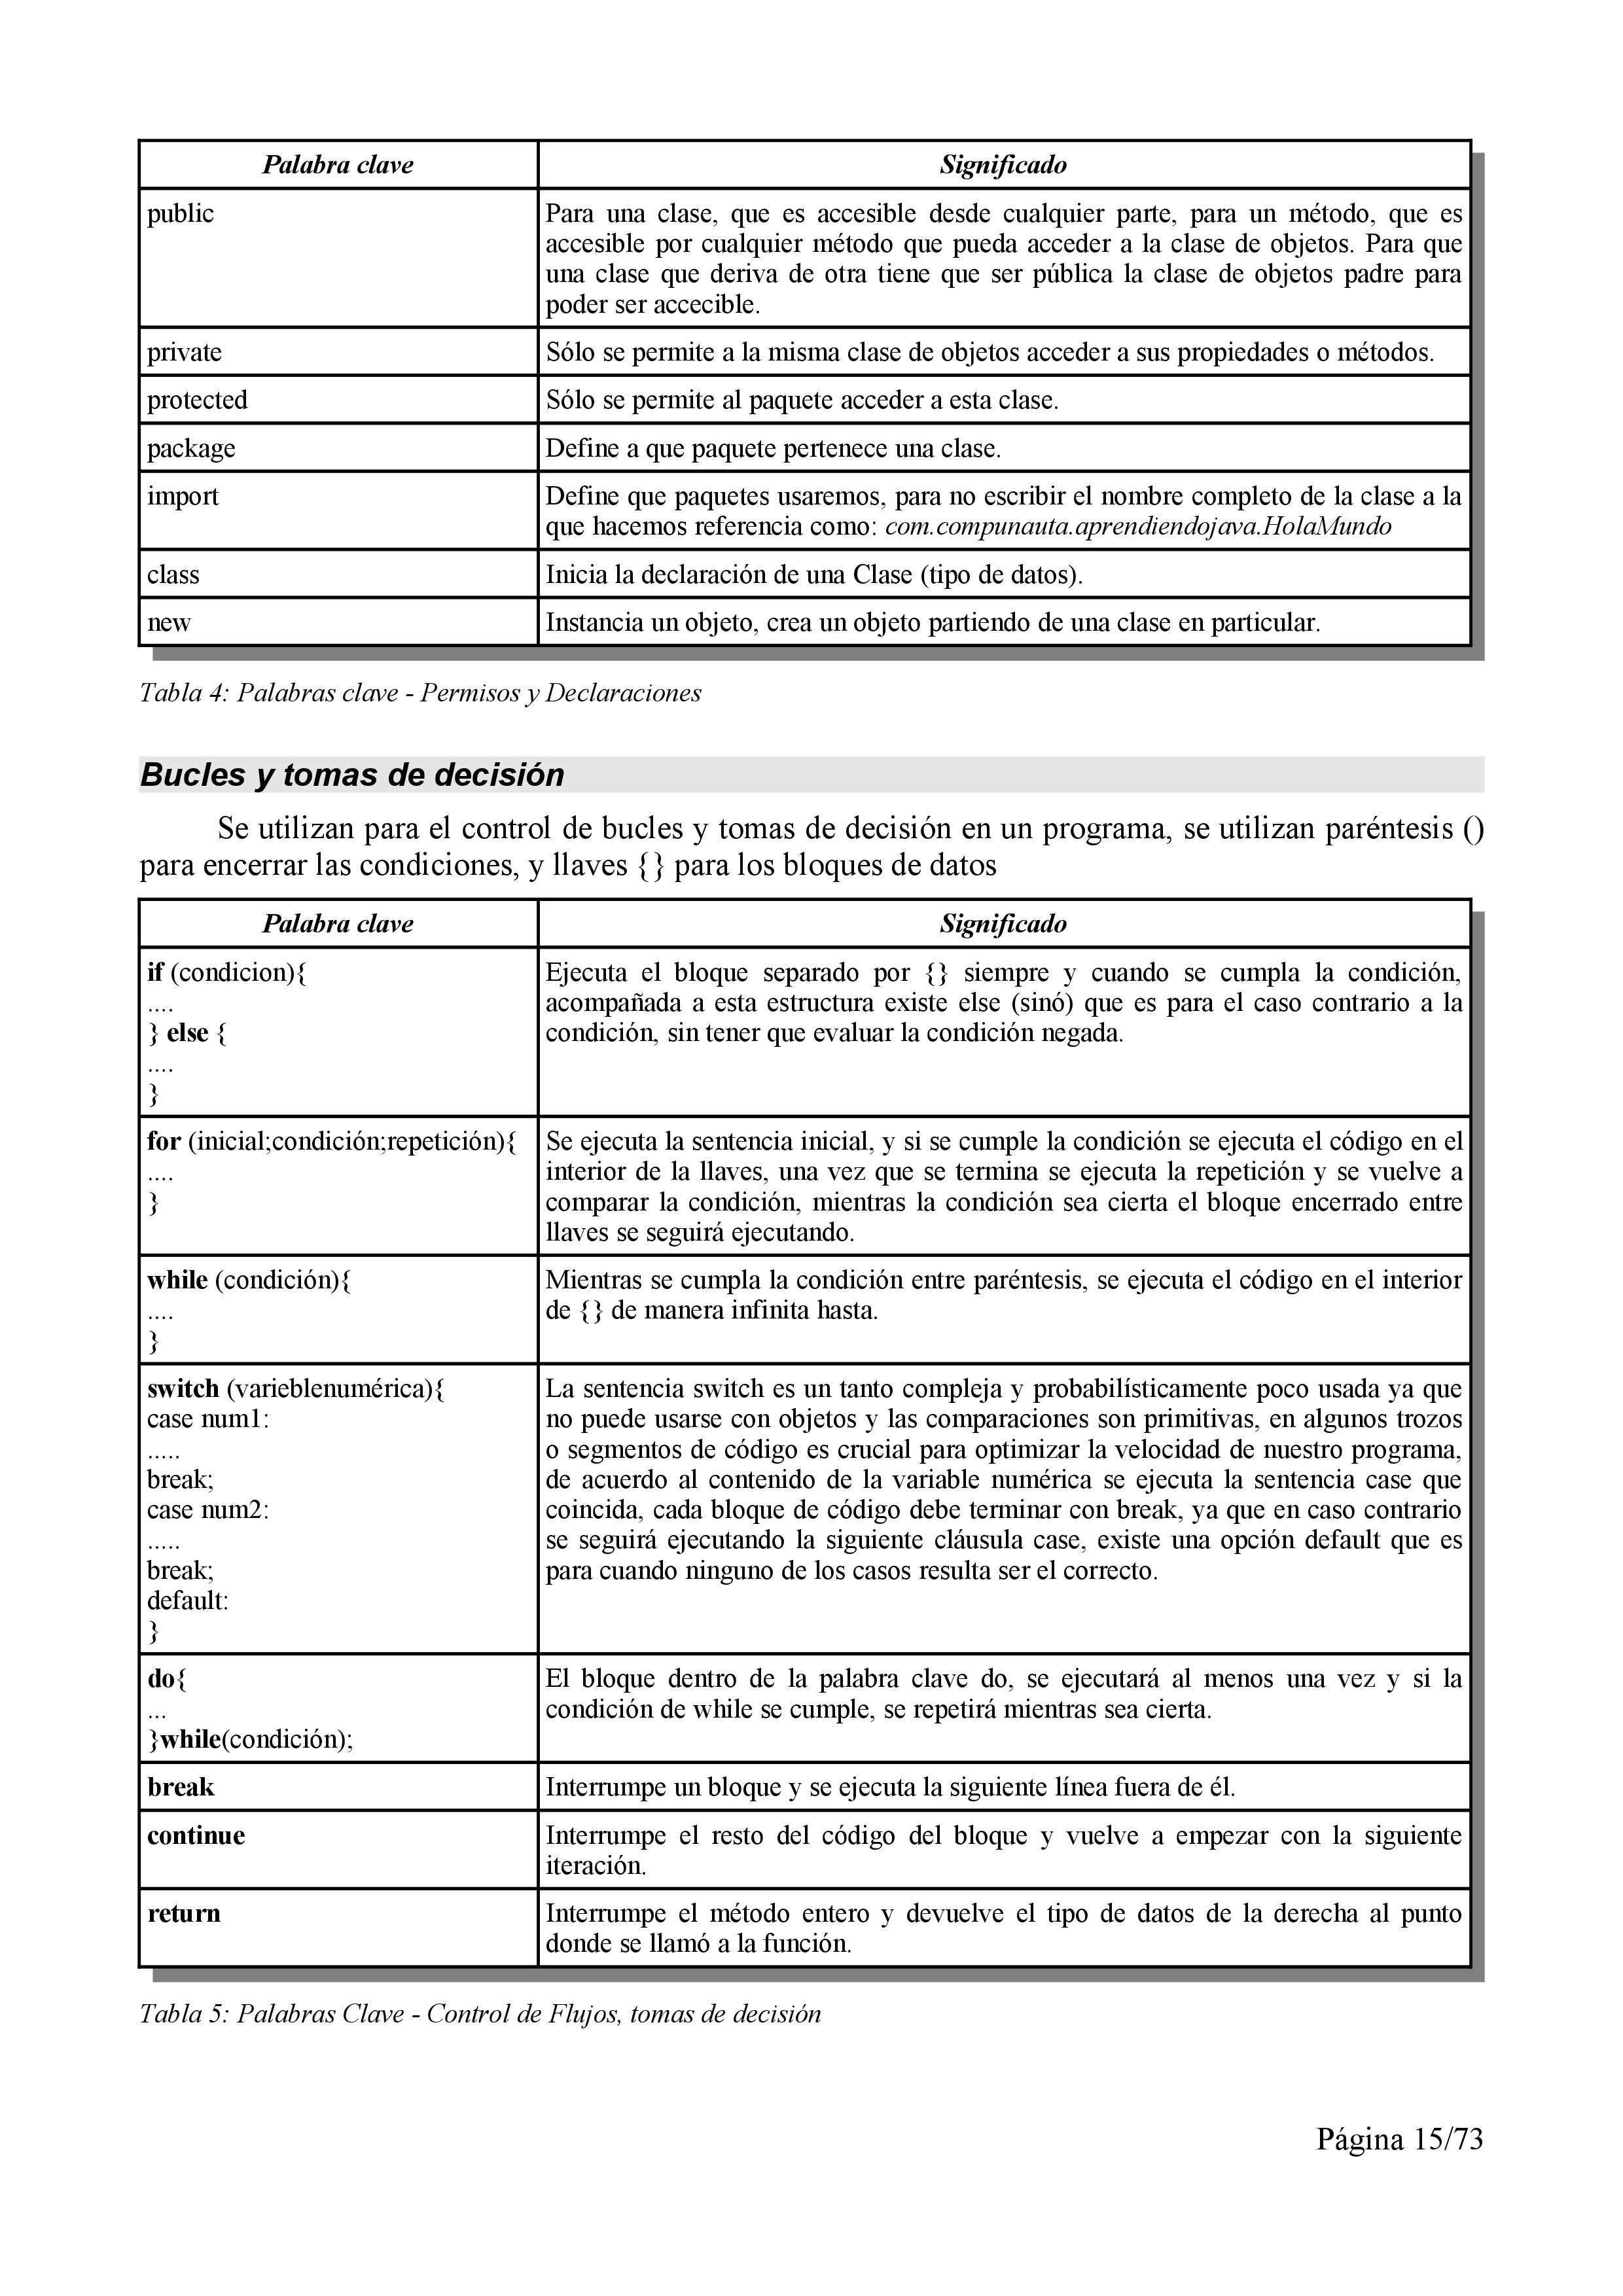 Palabra clave
Significado
public
Para una clase, que es accesible desde cualquier parte, para un método, que es
accesible por cualquier método que pueda acceder a la clase de objetos. Para que
una clase que deriva de otra tiene que ser pública la clase de objetos padre para
poder ser accecible.
private
Sólo se permite a la misma clase de objetos acceder a sus propiedades o métodos.
protected
Sólo se permite al paquete acceder a esta clase.
package
Define a que paquete pertenece una clase.
import
Define que paquetes usaremos, para no escribir el nombre completo de la clase a la
que hacemos referencia como: com.compunauta.aprendiendojava.HolaMundo
class
Inicia la declaración de una Clase (tipo de datos).
new
Instancia un objeto, crea un objeto partiendo de una clase en particular.
Tabla 4: Palabras clave - Permisos y Declaraciones
Bucles y tomas de decisión
Se utilizan para el control de bucles y tomas de decisión en un programa, se utilizan paréntesis ()
para encerrar las condiciones, y llaves {} para los bloques de datos
Palabra clave
Significado
if (condicion){
....
} else {
....
}
Ejecuta el bloque separado por {} siempre y cuando se cumpla la condición,
acompañada a esta estructura existe else (sinó) que es para el caso contrario a la
condición, sin tener que evaluar la condición negada.
for (inicial;condición;repetición){
....
}
Se ejecuta la sentencia inicial, y si se cumple la condición se ejecuta el código en el
interior de la llaves, una vez que se termina se ejecuta la repetición y se vuelve a
comparar la condición, mientras la condición sea cierta el bloque encerrado entre
llaves se seguirá ejecutando.
while (condición){
....
}
Mientras se cumpla la condición entre paréntesis, se ejecuta el código en el interior
de {} de manera infinita hasta.
switch (varieblenumérica){
case num1:
.....
break;
case num2:
.....
break;
default:
}
La sentencia switch es un tanto compleja y probabilísticamente poco usada ya que
no puede usarse con objetos y las comparaciones son primitivas, en algunos trozos
o segmentos de código es crucial para optimizar la velocidad de nuestro programa,
de acuerdo al contenido de la variable numérica se ejecuta la sentencia case que
coincida, cada bloque de código debe terminar con break, ya que en caso contrario
se seguirá ejecutando la siguiente cláusula case, existe una opción default que es
para cuando ninguno de los casos resulta ser el correcto.
do{
...
}while(condición);
El bloque dentro de la palabra clave do, se ejecutará al menos una vez y si la
condición de while se cumple, se repetirá mientras sea cierta.
break
Interrumpe un bloque y se ejecuta la siguiente línea fuera de él.
continue
Interrumpe el resto del código del bloque y vuelve a empezar con la siguiente
iteración.
return
Interrumpe el método entero y devuelve el tipo de datos de la derecha al punto
donde se llamó a la función.
Tabla 5: Palabras Clave - Control de Flujos, tomas de decisión
Página 15/73